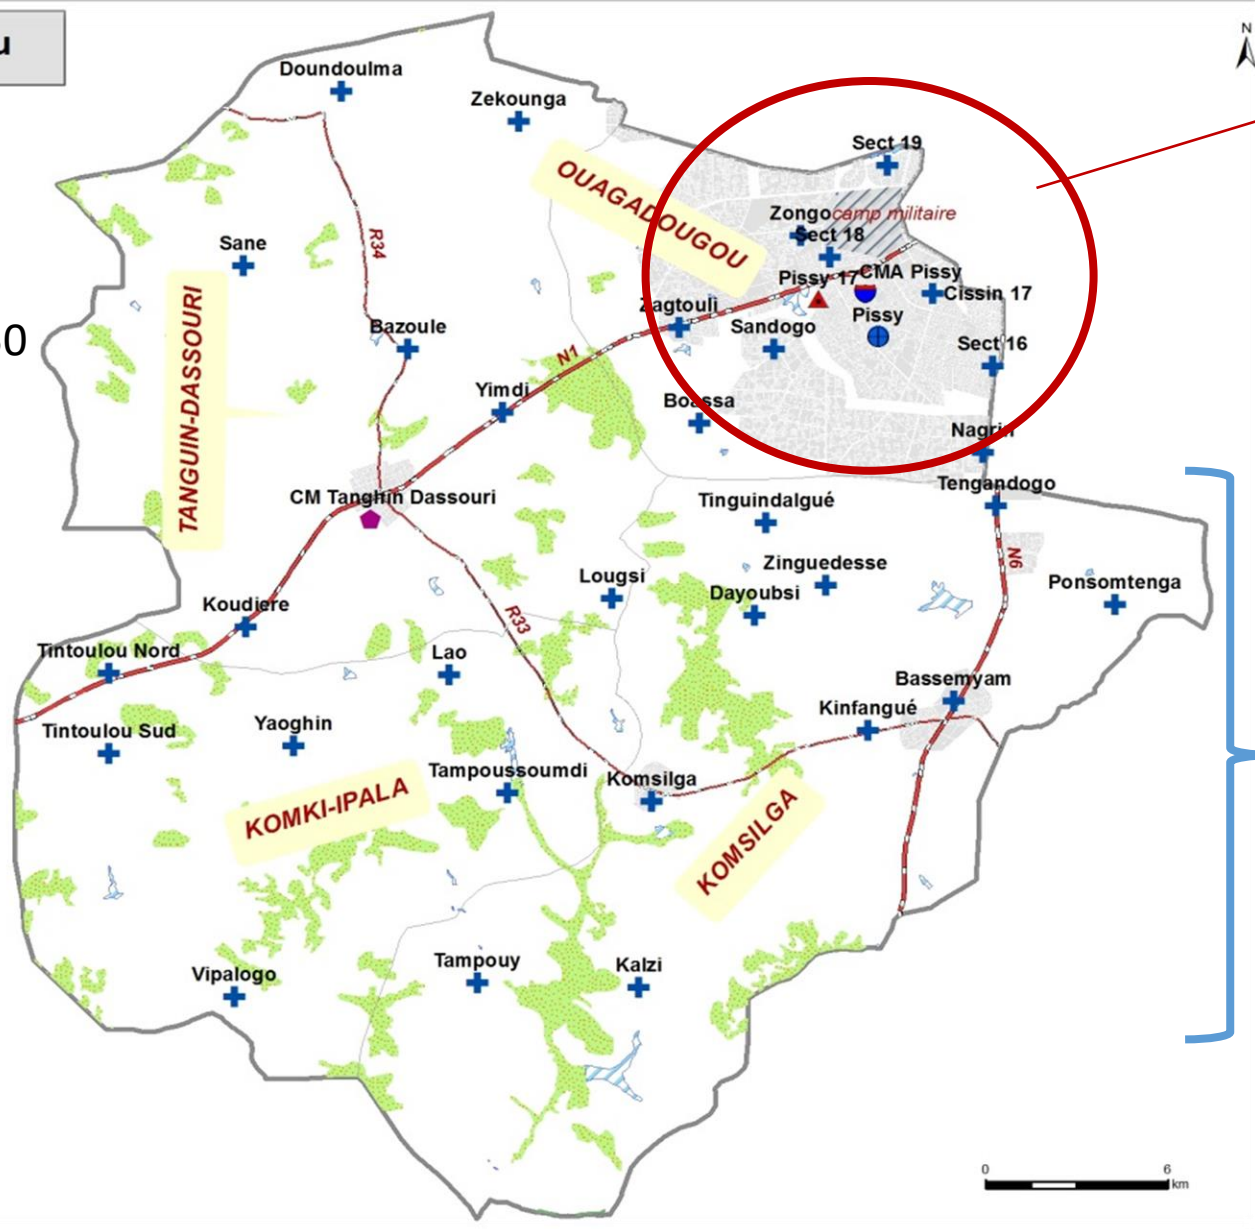 u
N
Doundoulma
Zekounga
Sect 19
OUAGADOUGOU
Zongo
camp militaire
Sect 18
Sane
R34
Pissy 17
CMA Pissy
Cissin 17
TANGUIN-DASSOURI
Zagtouli
Pissy
Bazoule
Sandogo
Sect 16
0
N1
Yimdi
Boassa
Nagrin
CM Tanghin Dassouri
Tengandogo
Tinguindalgué
N6
Zinguedesse
Lougsi
Dayoubsi
Ponsomtenga
Koudiere
R33
Tintoulou Nord
Lao
Bassemyam
Kinfangué
Tintoulou Sud
Yaoghin
Tampoussoumdi
Komsilga
KOMKI-IPALA
KOMSILGA
Vipalogo
Tampouy
Kalzi
0 6
km